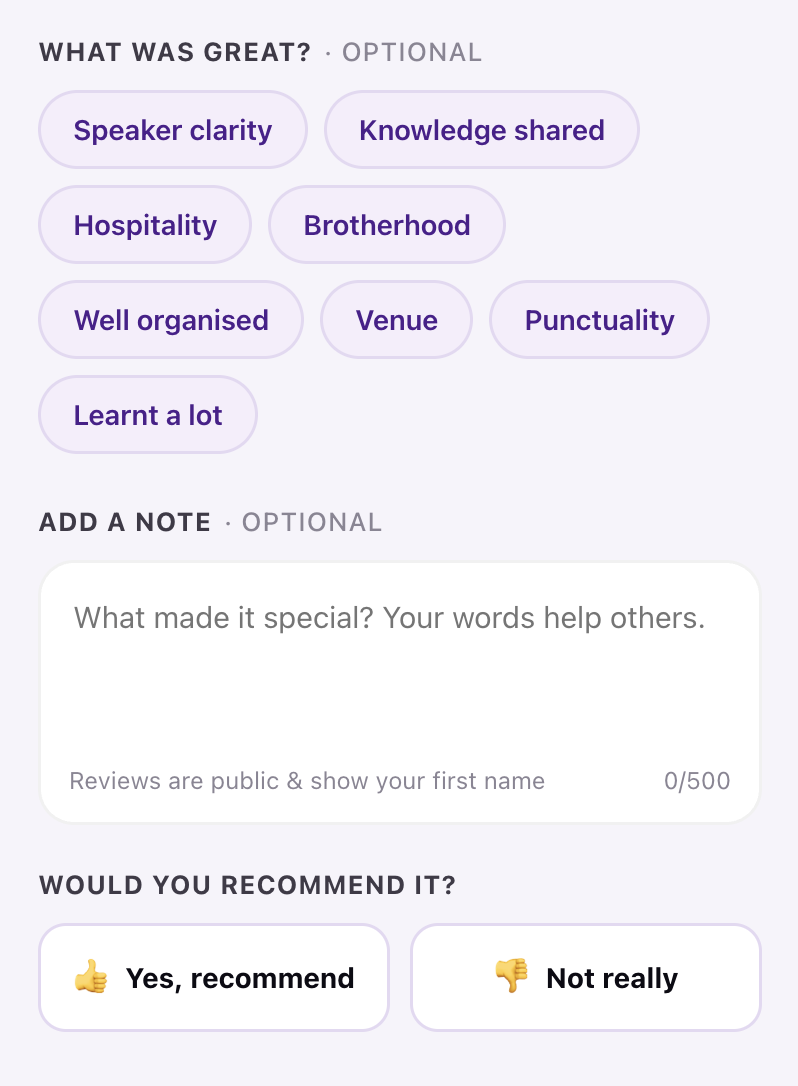 WHAT WAS GREAT? · OPTIONAL
Speaker clarity Knowledge shared
Hospitality Brotherhood
Well organised Venue Punctuality
Learnt a lot
ADD A NOTE · OPTIONAL
What made it special? Your words help others.
Reviews are public & show your first name 0/500
WOULD YOU RECOMMEND IT?
👍 Yes, recommend 👎 Not really